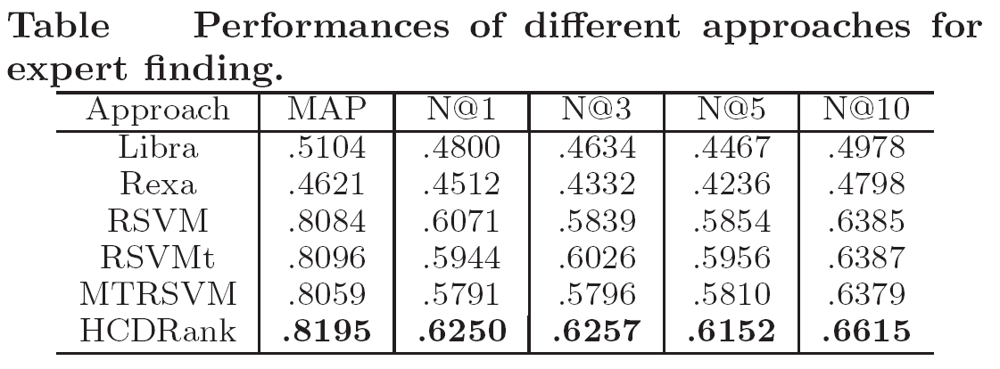 Table Performances of different approaches for
expert finding.
Approach MAP N@1 N@3 N@5 N@10
Libra .5104 .4800 .4634 .4467 .4978
Rexa .4621 .4512 .4332 .4236 .4798
RSVM .8084 .6071 .5839 .5854 .6385
RSVMt .8096 .5944 .6026 .5956 .6387
MTRSVM .8059 .5791 .5796 .5810 .6379
HCDRank .8195 .6250 .6257 .6152 .6615